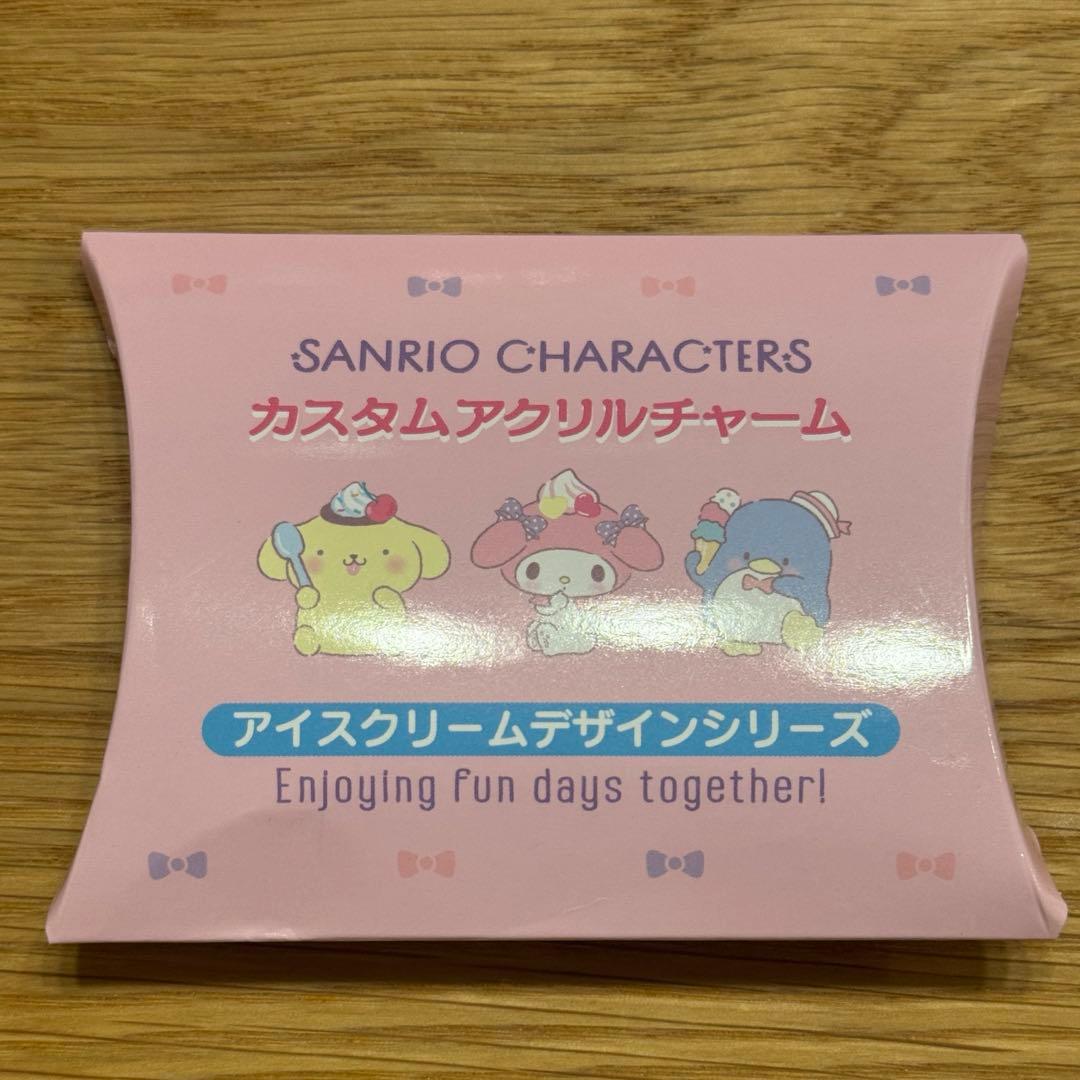 SANRIO CHARACTERS
カスタムアクリルチャーム
アイスクリームデザインシリーズ
Enjoying fun days together!